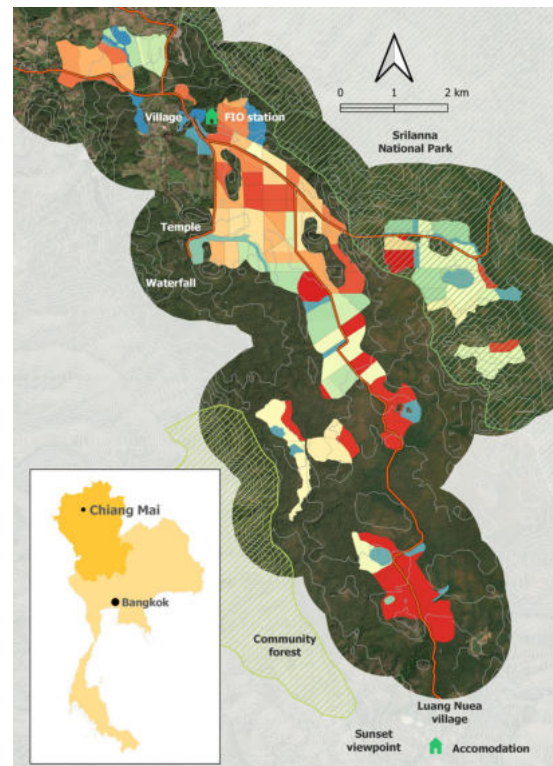 0 1 2 km
Village
FIO station
Srilanna
National Park
Temple
Waterfall
Chiang Mai
Bangkok
Community
forest
Luang Nuea
village
Sunset
viewpoint
Accomodation